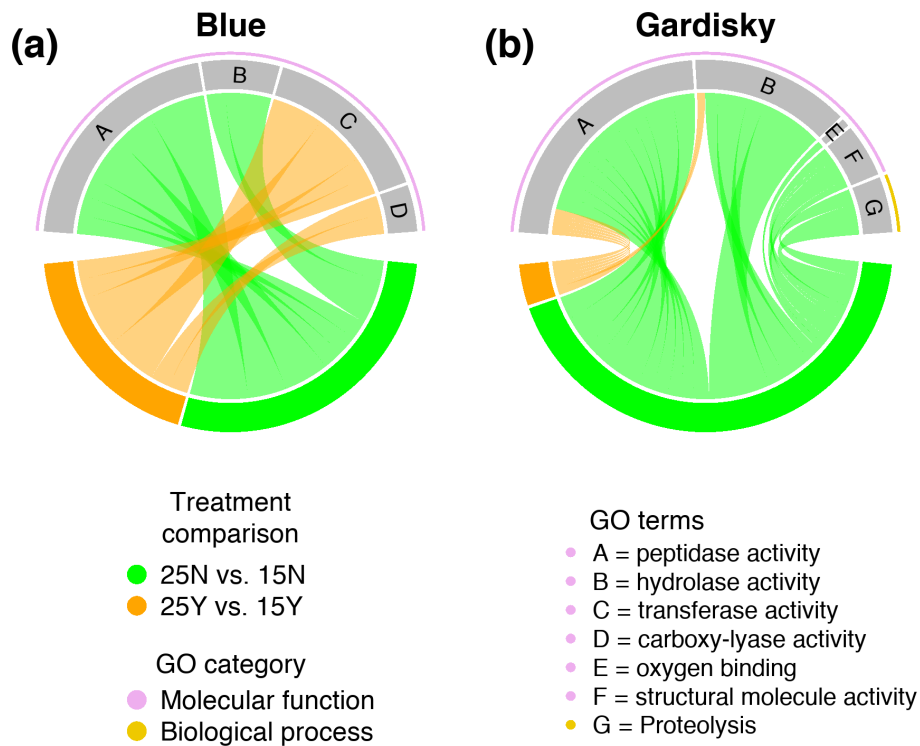 (a)
Blue
A
B
C
D
(b)
Gardisky
A
B
E
F
G
Treatment
comparison
25N vs. 15N
25Y vs. 15Y
GO category
Molecular function
Biological process
GO terms
A = peptidase activity
B = hydrolase activity
C = transferase activity
D = carboxy-lyase activity
E = oxygen binding
F = structural molecule activity
G = Proteolysis